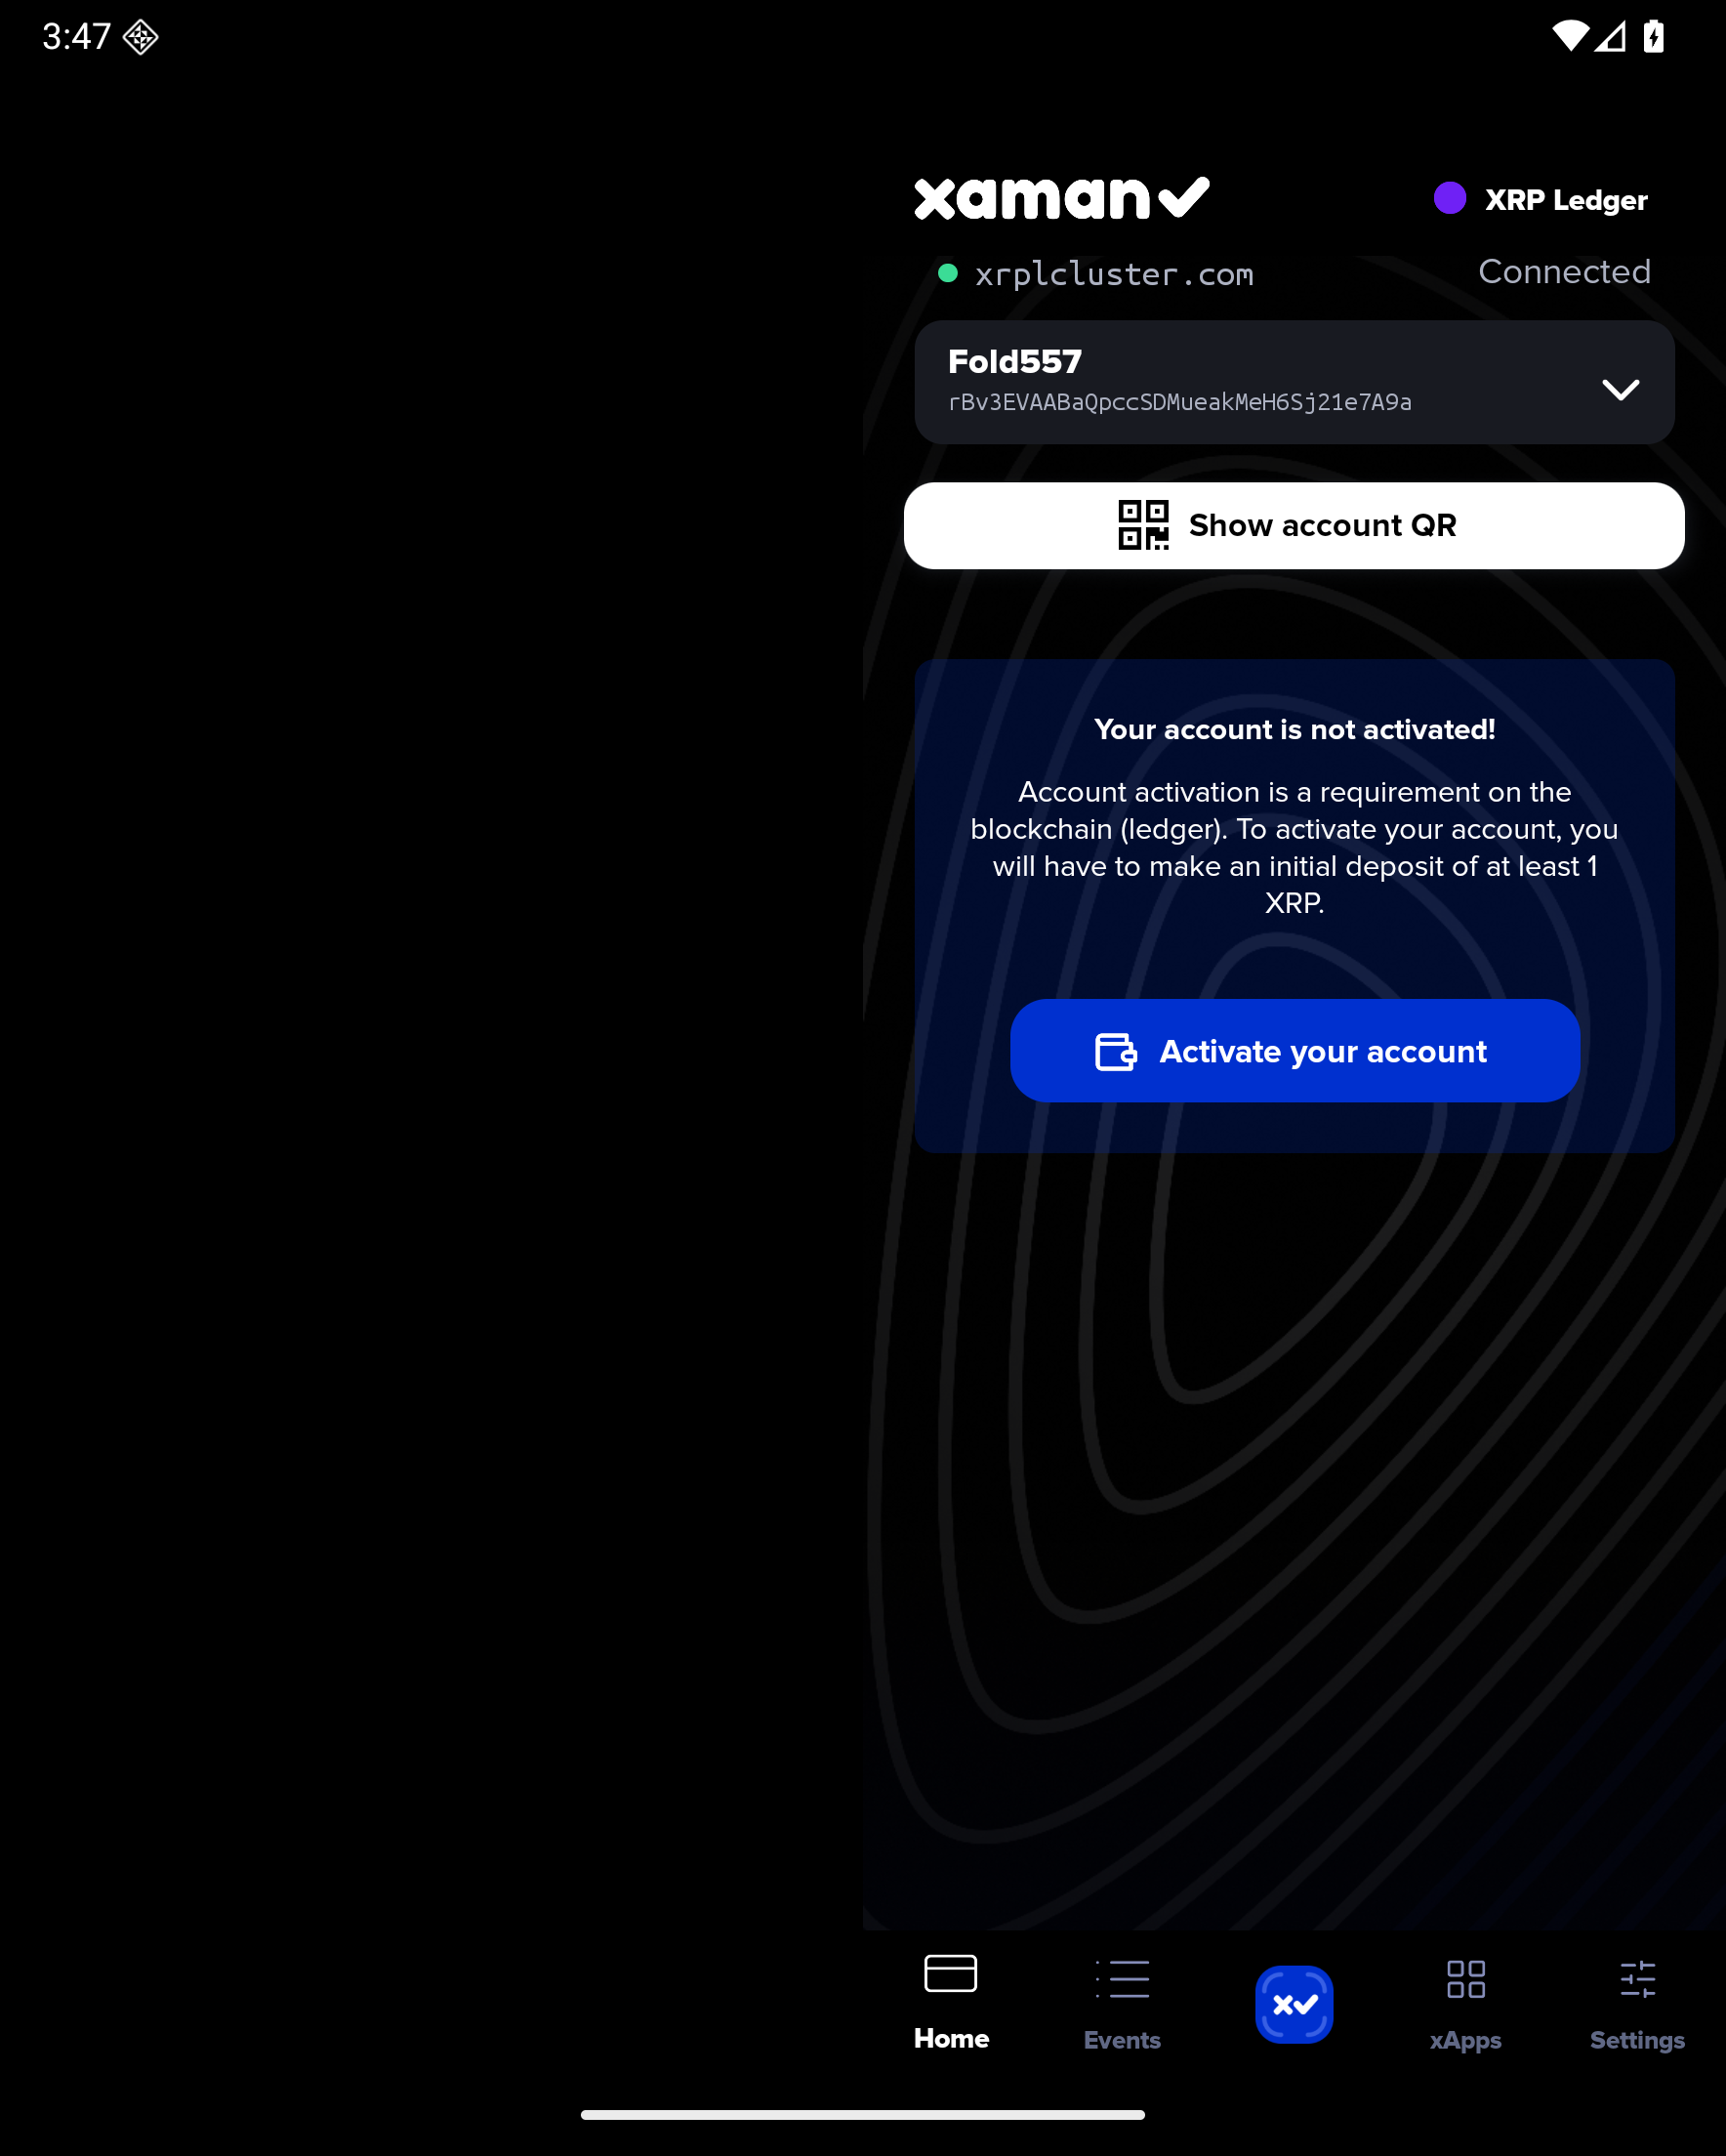 3:47
xaman
XRP Ledger
xrplcluster.com
Connected
Fold557
rBv3EVAABaQpccSDMueakMeH6Sj21e7A9a
Show account QR
Your account is not activated!
Account activation is a requirement on the
blockchain (ledger). To activate your account, you
will have to make an initial deposit of at least 1
XRP.
Activate your account
Home
Events
xApps
Settings